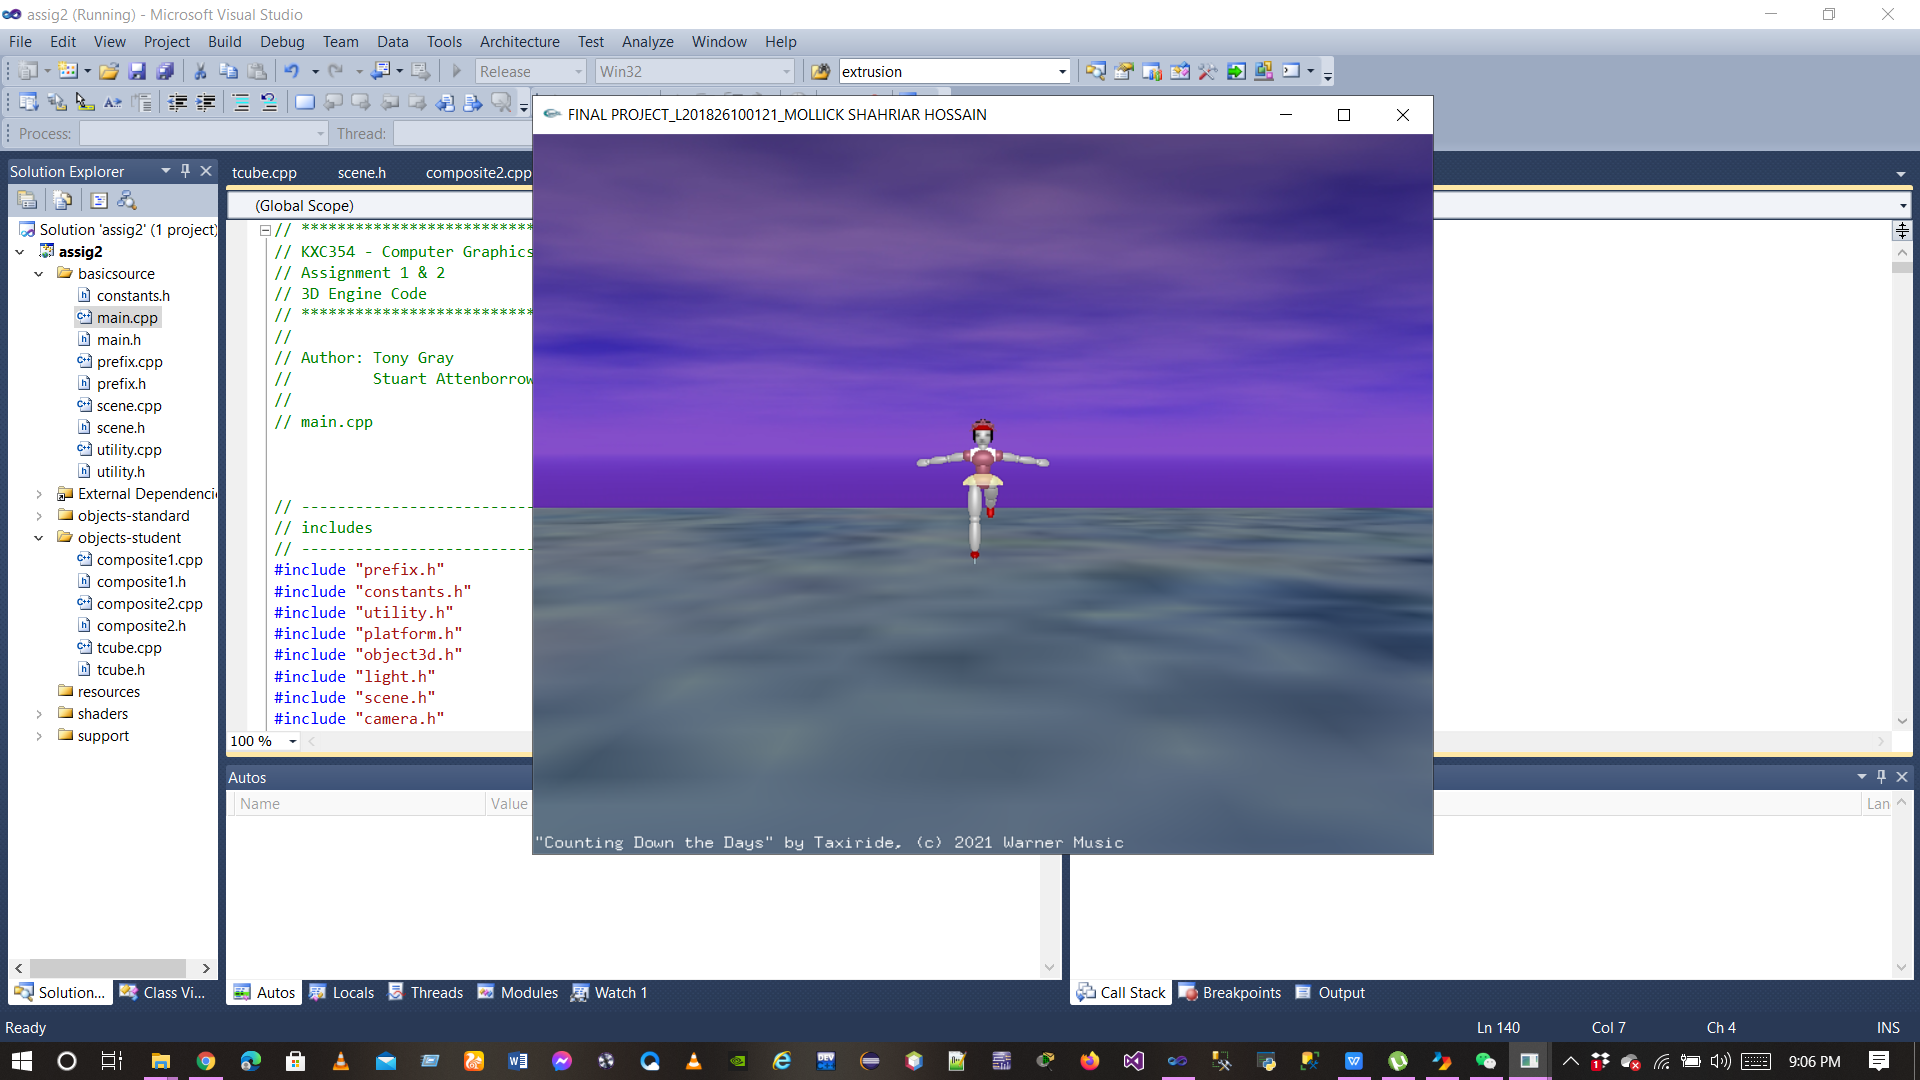 assig2 (Running) - Microsoft Visual Studio
File Edit View Project Build Debug Team Data Tools Architecture Test Analyze Window Help
Release Win32 extrusion
Process: Thread:
FINAL PROJECT_L201826100121_MOLLICK SHAHRIAR HOSSAIN
Solution Explorer
tcube.cpp scene.h composite2.cpp
(Global Scope)
Solution 'assig2' (1 project)
assig2
basicsource
constants.h
main.cpp
main.h
prefix.cpp
prefix.h
scene.cpp
scene.h
utility.cpp
utility.h
External Dependenci
objects-standard
objects-student
composite1.cpp
composite1.h
composite2.cpp
composite2.h
tcube.cpp
tcube.h
resources
shaders
support
// **************************
// KXC354 - Computer Graphics
// Assignment 1 & 2
// 3D Engine Code
// **************************
//
// Author: Tony Gray
// Stuart Attenborrow
//
// main.cpp
// --------------------------
// includes
// --------------------------
#include "prefix.h"
#include "constants.h"
#include "utility.h"
#include "platform.h"
#include "object3d.h"
#include "light.h"
#include "scene.h"
#include "camera.h"
100 %
"Counting Down the Days" by Taxiride, (c) 2021 Warner Music
Autos
Name Value
Lan
Solution... Class Vi...
Autos Locals Threads Modules Watch 1
Call Stack Breakpoints Output
Ready Ln 140 Col 7 Ch 4 INS
9:06 PM